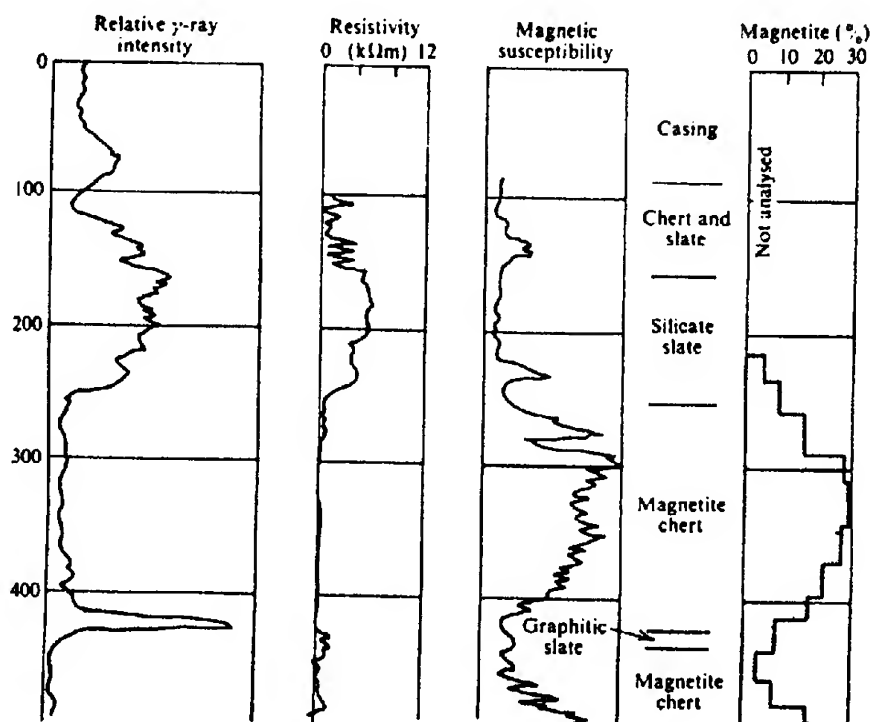 Relative γ-ray
intensity
Resistivity
0 (kΩm) 12
Magnetic
susceptibility
Magnetite (%)
0 10 20 30
0
100
200
300
400
Casing
Chert and
slate
Silicate
slate
Magnetite
chert
Graphitic
slate
Magnetite
chert
Not analysed